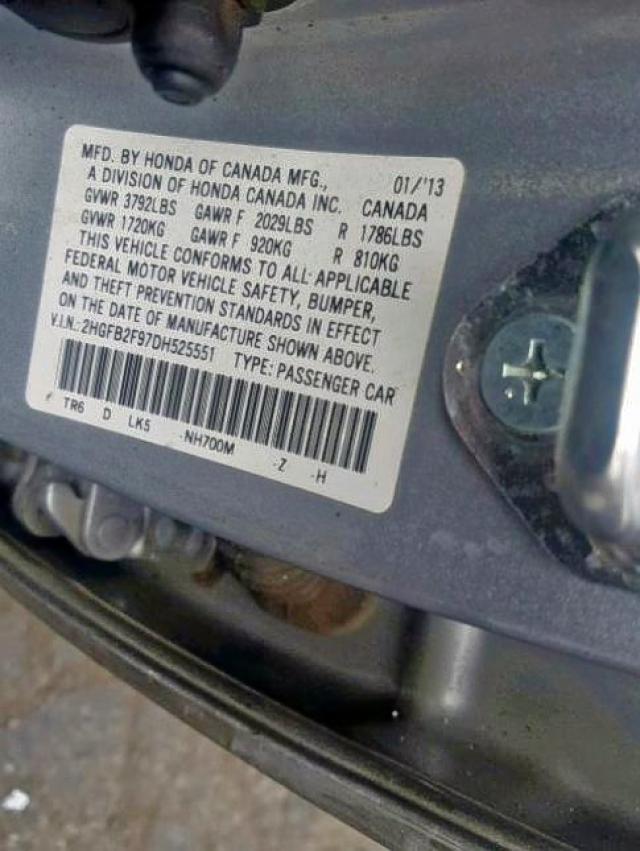 MFD. BY HONDA OF CANADA MFG., 01/'13
A DIVISION OF HONDA CANADA INC. CANADA
GVWR 3792LBS GAWR F 2029LBS R 1786LBS
GVWR 1720KG GAWR F 920KG R 810KG
THIS VEHICLE CONFORMS TO ALL APPLICABLE
FEDERAL MOTOR VEHICLE SAFETY, BUMPER,
AND THEFT PREVENTION STANDARDS IN EFFECT
ON THE DATE OF MANUFACTURE SHOWN ABOVE.
V.I.N.:2HGFB2F97DH525551 TYPE: PASSENGER CAR
TR6 D LK5 -NH700M -Z -H